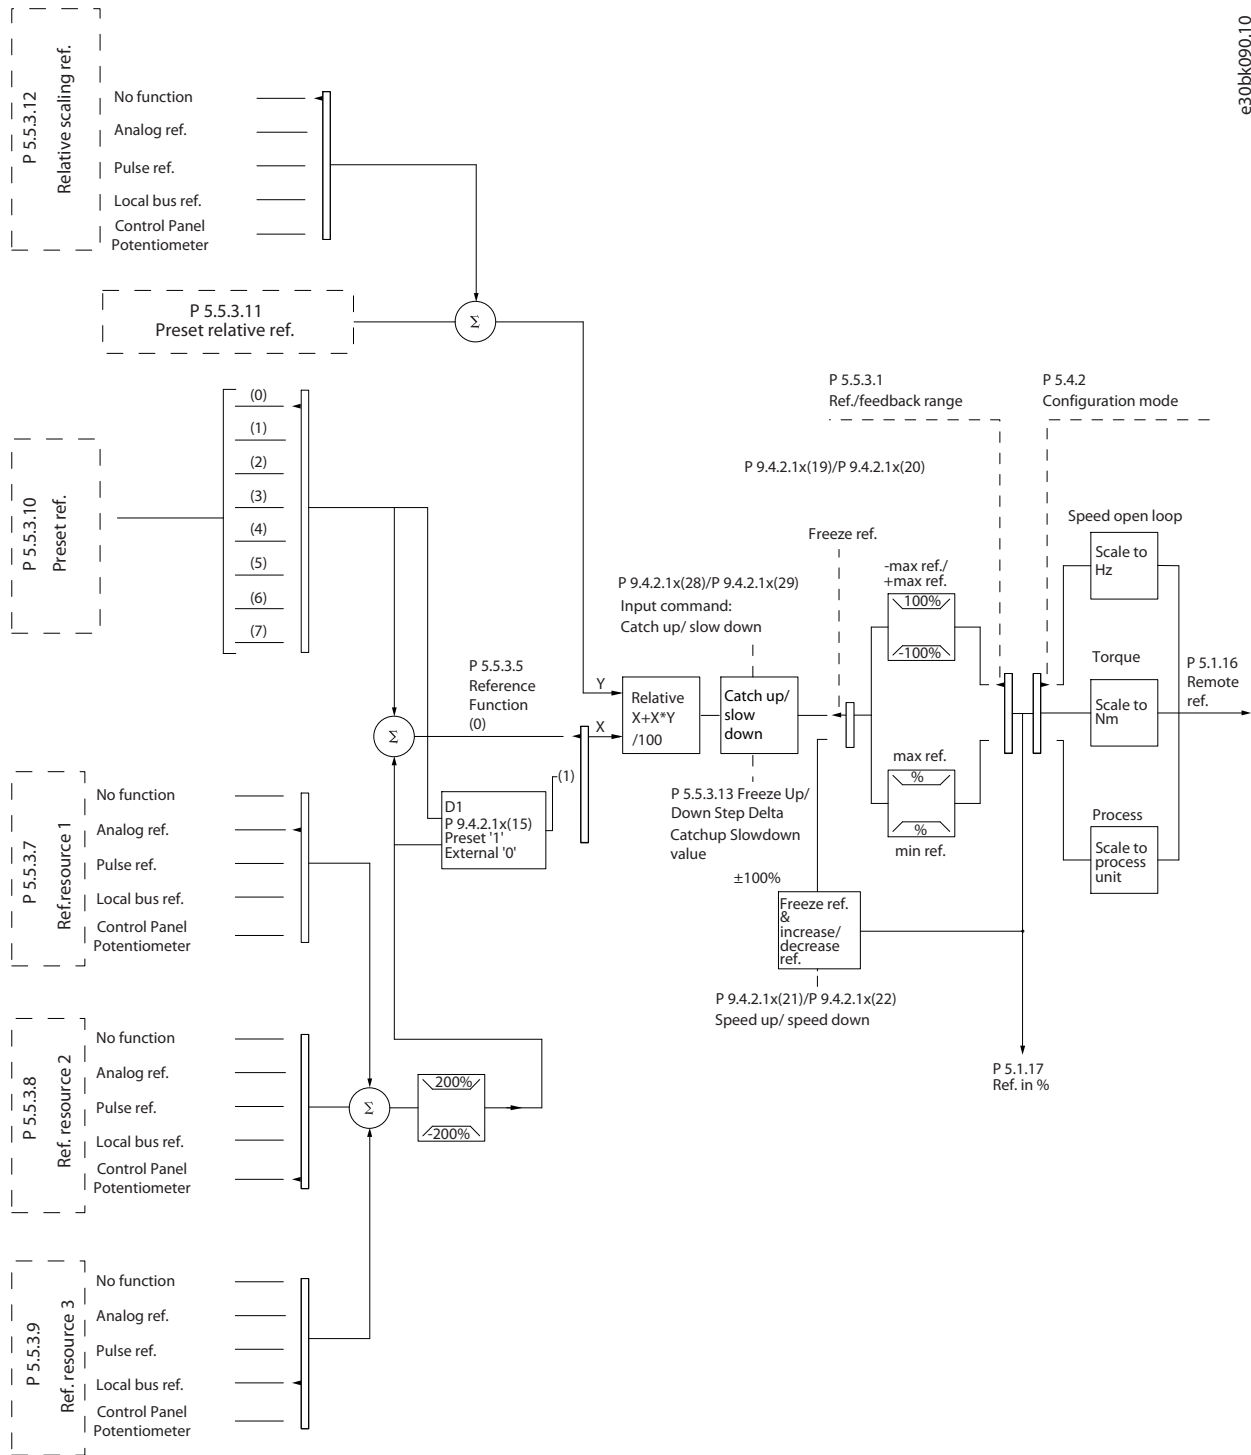 e30bk090.10
P 5.5.3.12
Relative scaling ref.
No function
Analog ref.
Pulse ref.
Local bus ref.
Control Panel
Potentiometer
P 5.5.3.11
Preset relative ref.
Σ
P 5.5.3.10
Preset ref.
(0)
(1)
(2)
(3)
(4)
(5)
(6)
(7)
P 5.5.3.1
Ref./feedback range
P 5.4.2
Configuration mode
P 9.4.2.1x(19)/P 9.4.2.1x(20)
Freeze ref.
Speed open loop
Scale to
Hz
-max ref./
+max ref.
100%
-100%
P 9.4.2.1x(28)/P 9.4.2.1x(29)
Input command:
Catch up/ slow down
P 5.5.3.5
Reference
Function
(0)
Y
X
Relative
X+X*Y
/100
Catch up/
slow
down
Torque
Scale to
Nm
P 5.1.16
Remote
ref.
Σ
(1)
D1
P 9.4.2.1x(15)
Preset '1'
External '0'
P 5.5.3.13 Freeze Up/
Down Step Delta
Catchup Slowdown
value
max ref.
%
%
min ref.
Process
Scale to
process
unit
±100%
Freeze ref.
&
increase/
decrease
ref.
P 9.4.2.1x(21)/P 9.4.2.1x(22)
Speed up/ speed down
P 5.1.17
Ref. in %
P 5.5.3.7
Ref.resource 1
No function
Analog ref.
Pulse ref.
Local bus ref.
Control Panel
Potentiometer
P 5.5.3.8
Ref. resource 2
No function
Analog ref.
Pulse ref.
Local bus ref.
Control Panel
Potentiometer
Σ
200%
-200%
P 5.5.3.9
Ref. resource 3
No function
Analog ref.
Pulse ref.
Local bus ref.
Control Panel
Potentiometer